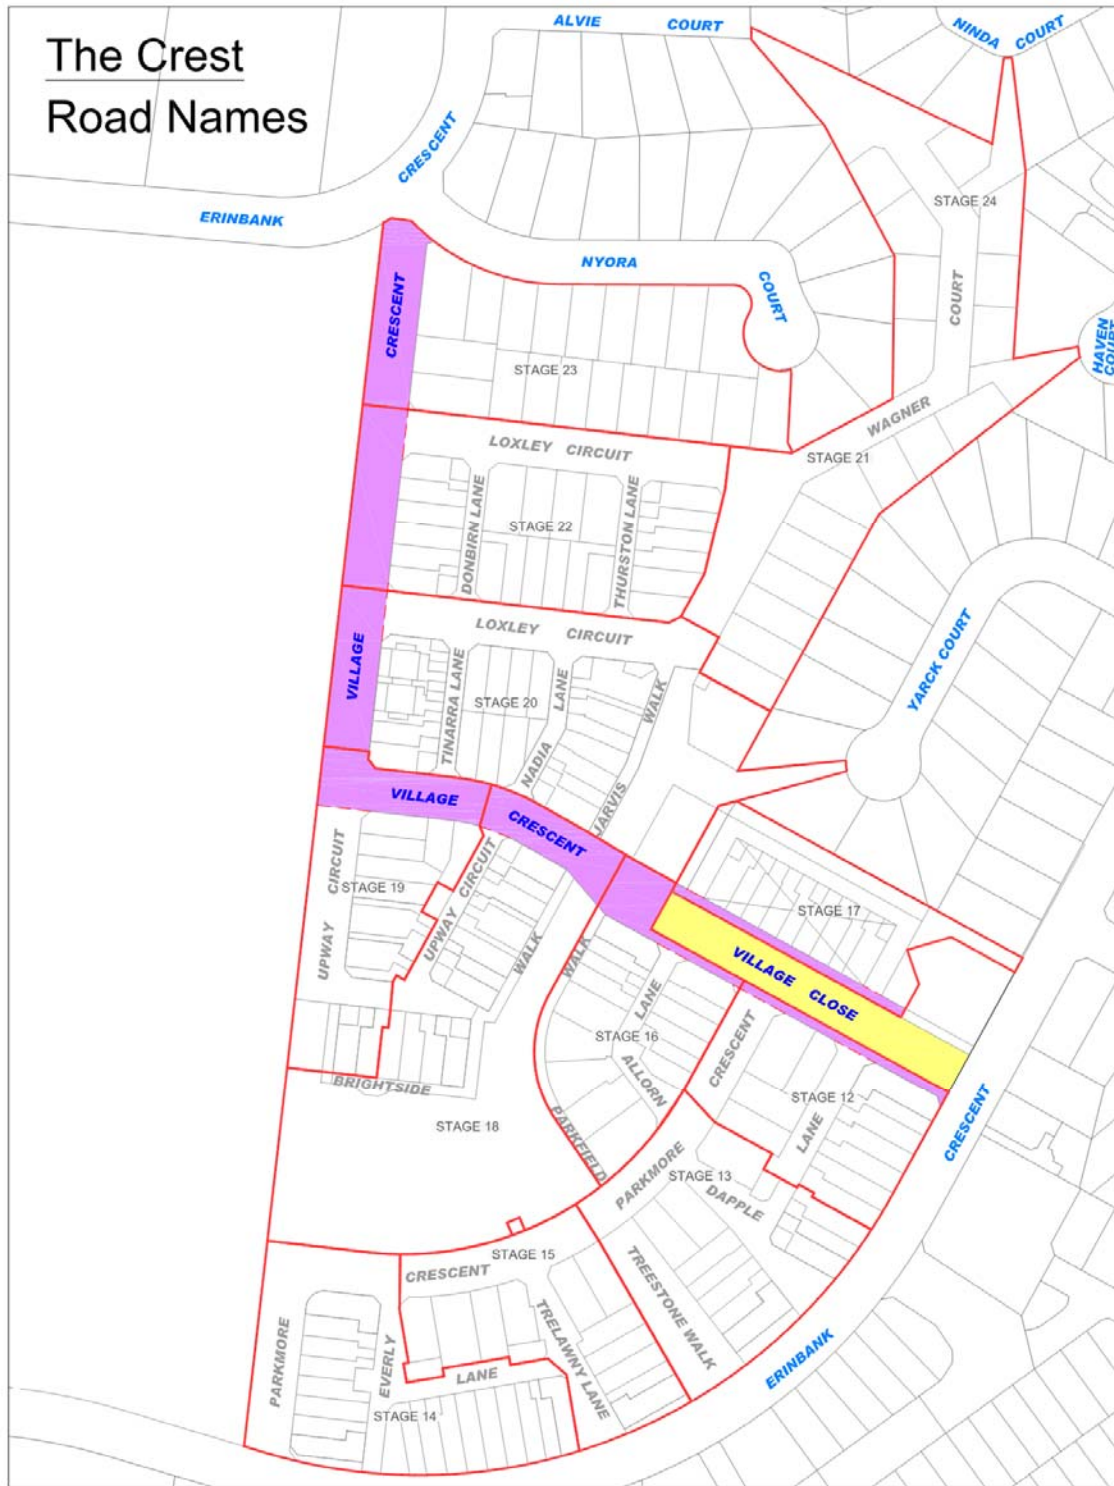 The Crest
Road Names
ALVIE COURT
NINDA COURT
CRESCENT
ERINBANK
STAGE 24
NYORA
COURT
COURT
CRESCENT
HAVEN
COURT
STAGE 23
WAGNER
LOXLEY CIRCUIT
STAGE 21
DONBIRN LANE
STAGE 22
THURSTON LANE
LOXLEY CIRCUIT
YARCK COURT
VILLAGE
TINARRA LANE
STAGE 20
LANE
NADIA
WALK
JARVIS
VILLAGE
CRESCENT
CIRCUIT
UPWAY
STAGE 19
CIRCUIT
UPWAY
WALK
WALK
STAGE 17
VILLAGE CLOSE
LANE
STAGE 16
ALLORN
CRESCENT
STAGE 12
LANE
CRESCENT
BRIGHTSIDE
STAGE 18
PARKFIELD
PARKMORE
STAGE 13
DAPPLE
STAGE 15
CRESCENT
TREESTONE WALK
TRELAWNY LANE
ERINBANK
PARKMORE
EVERLY
LANE
STAGE 14